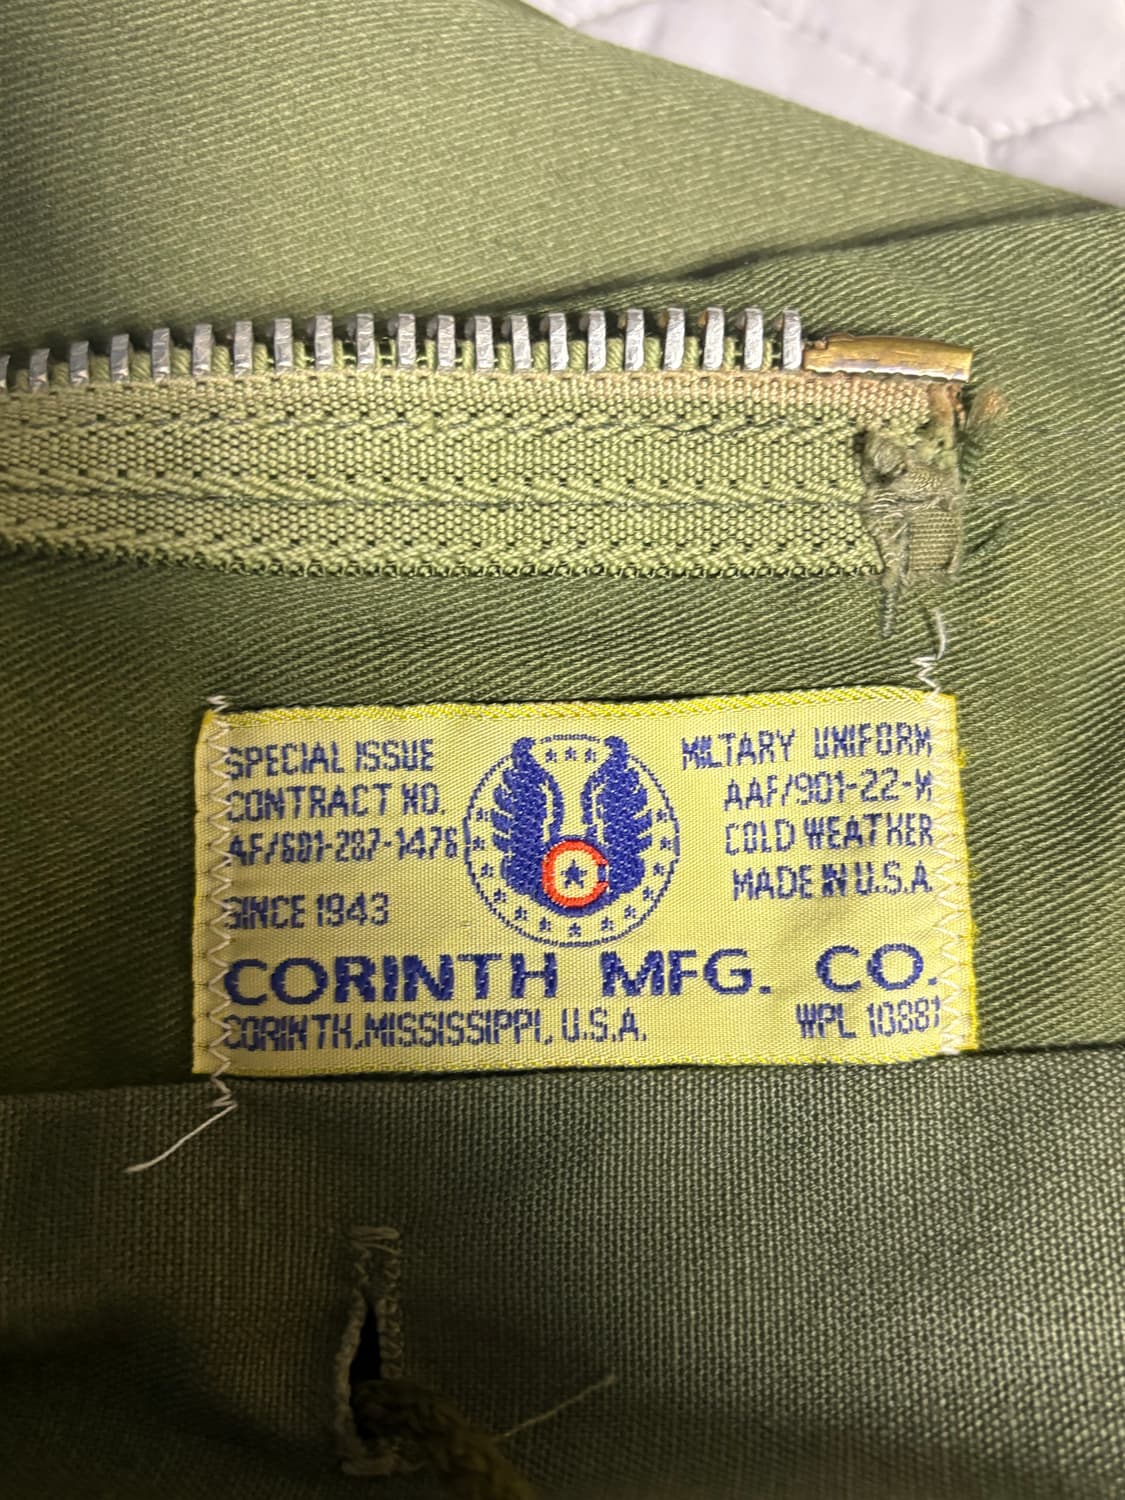 SPECIAL ISSUE
CONTRACT NO.
AF/601-287-1476
SINCE 1943
MILTARY UNIFORM
AAF/901-22-M
COLD WEATHER
MADE IN U.S.A
C
CORINTH MFG. CO.
CORINTH, MISSISSIPPI, U.S.A.
WPL 10881